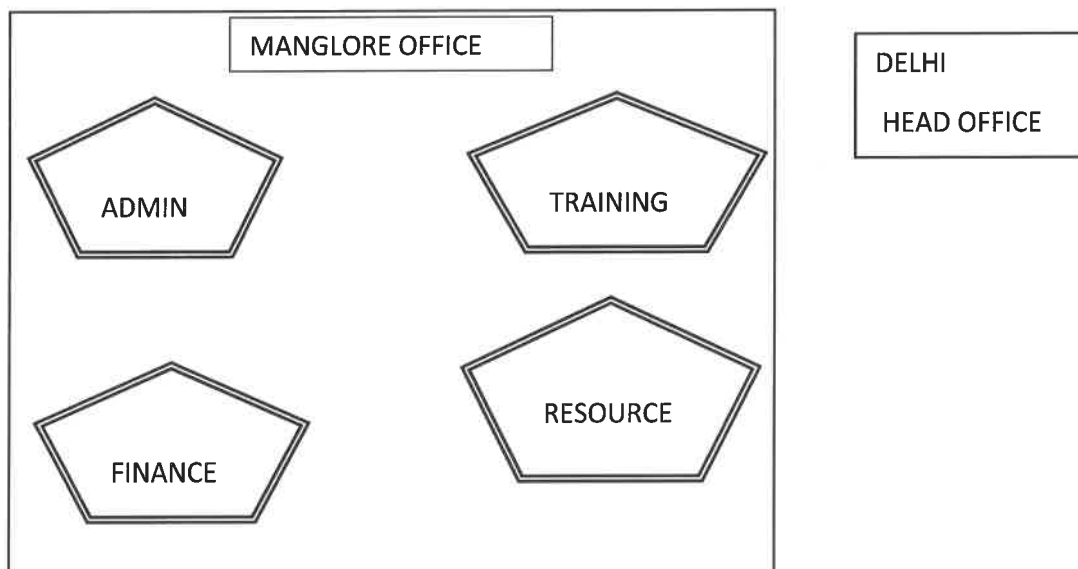 MANGLORE OFFICE
DELHI
HEAD OFFICE
ADMIN
TRAINING
FINANCE
RESOURCE